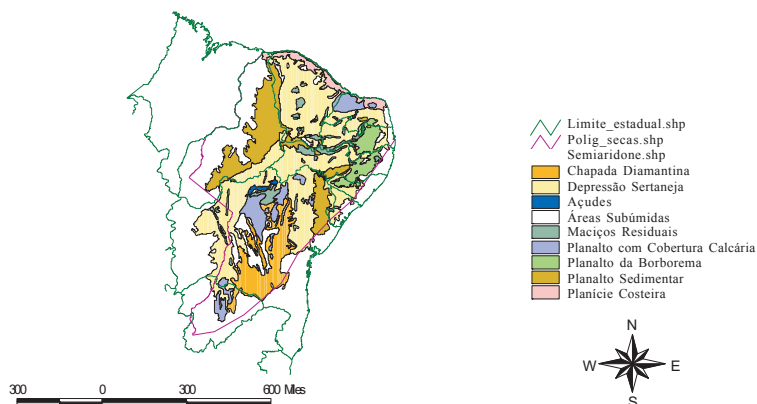 Limite_estadual.shp
Polig_secas.shp
Semiaridone.shp
Chapada Diamantina
Depressão Sertaneja
Açudes
Áreas Subúmidas
Maciços Residuais
Planalto com Cobertura Calcária
Planalto da Borborema
Planalto Sedimentar
Planície Costeira
N
W E
S
300 0 300 600 Miles